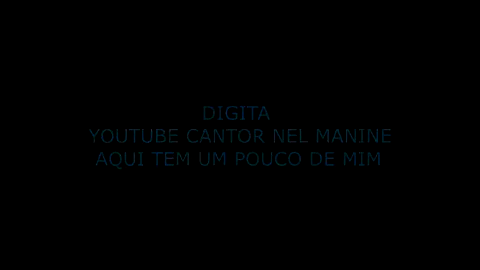 DIGITA
YOUTUBE CANTOR NEL MANINE
AQUI TEM UM POUCO DE MIM